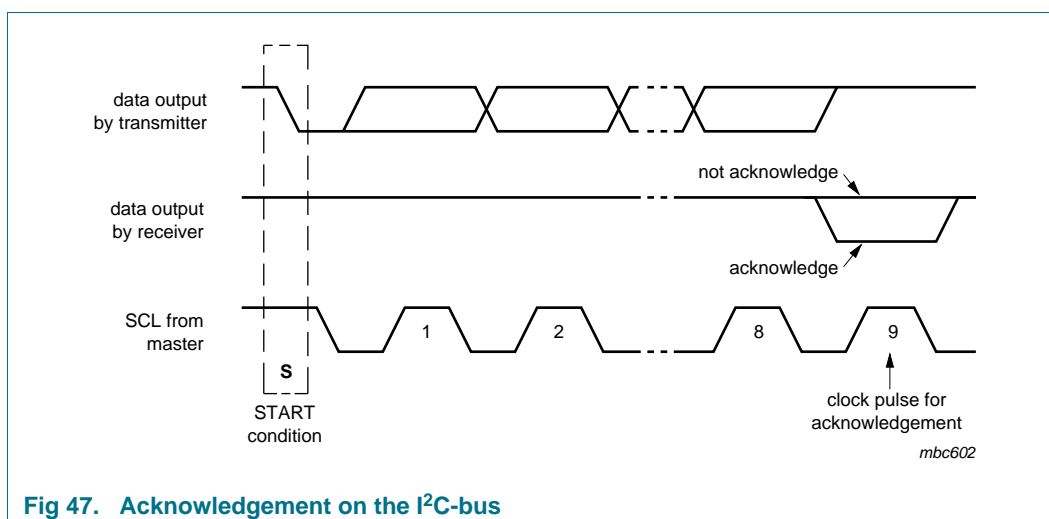 data output
by transmitter
not acknowledge
data output
by receiver
acknowledge
SCL from
master
1
2
8
9
S
START
condition
clock pulse for
acknowledgement
mbc602
Fig 47. Acknowledgement on the I²C-bus